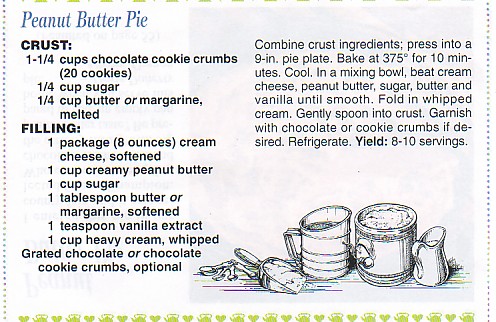 Peanut Butter Pie
CRUST:
1-1/4 cups chocolate cookie crumbs
(20 cookies)
1/4 cup sugar
1/4 cup butter or margarine,
melted
FILLING:
1 package (8 ounces) cream
cheese, softened
1 cup creamy peanut butter
1 cup sugar
1 tablespoon butter or
margarine, softened
1 teaspoon vanilla extract
1 cup heavy cream, whipped
Grated chocolate or chocolate
cookie crumbs, optional
Combine crust ingredients; press into a
9-in. pie plate. Bake at 375° for 10 min-
utes. Cool. In a mixing bowl, beat cream
cheese, peanut butter, sugar, butter and
vanilla until smooth. Fold in whipped
cream. Gently spoon into crust. Garnish
with chocolate or cookie crumbs if de-
sired. Refrigerate. Yield: 8-10 servings.